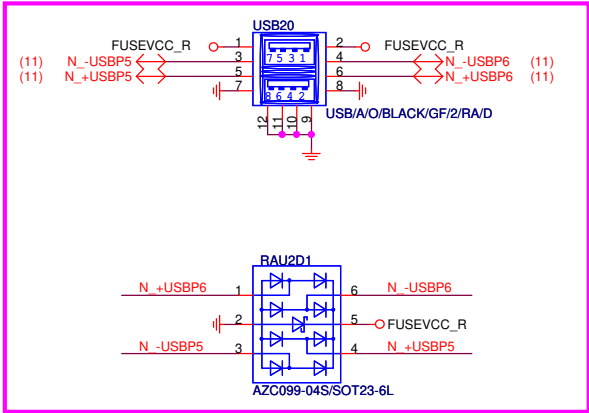 USB20
FUSEVCC_R 1 2 FUSEVCC_R
(11) N_-USBP5 3 7 5 3 1 4 N_-USBP6 (11)
(11) N_+USBP5 5 6 N_+USBP6 (11)
7 8 6 4 2 8
USB/A/O/BLACK/GF/2/RA/D
12 11 10 9
RAU2D1
N_+USBP6 1 6 N_-USBP6
2 5 FUSEVCC_R
N_-USBP5 3 4 N_+USBP5
AZC099-04S/SOT23-6L